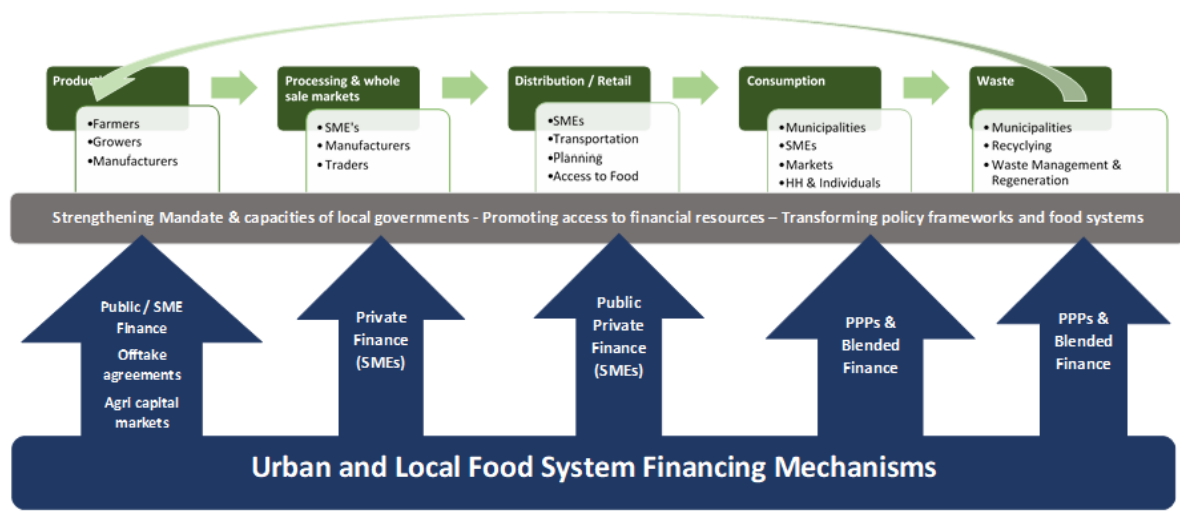 Producti
Processing & whole
sale markets
Distribution / Retail
Consumption
Waste
•Farmers
•Growers
•Manufacturers
•SME's
•Manufacturers
•Traders
•SMEs
•Transportation
•Planning
•Access to Food
•Municipalities
•SMEs
•Markets
•HH & Individuals
•Municipalities
•Recyclying
•Waste Management &
Regeneration
Strengthening Mandate & capacities of local governments - Promoting access to financial resources – Transforming policy frameworks and food systems
Public / SME
Finance
Offtake
agreements
Agri capital
markets
Private
Finance
(SMEs)
Public
Private
Finance
(SMEs)
PPPs &
Blended
Finance
PPPs &
Blended
Finance
Urban and Local Food System Financing Mechanisms